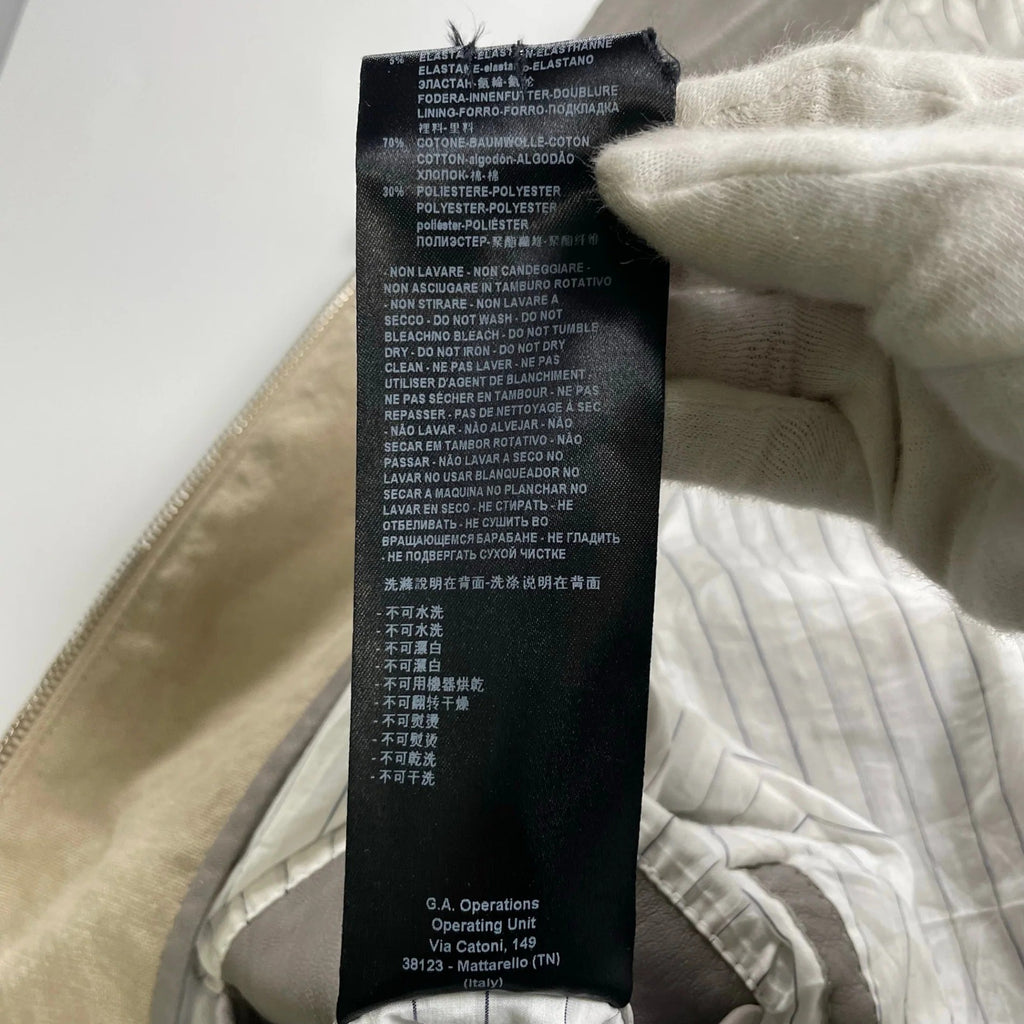 5% ELASTAN-ELASTAN-ELASTHANNE
ELASTANE-elastano-ELASTANO
ЭЛАСТАН-氨綸-氨纶
FODERA-INNENFUTTER-DOUBLURE
LINING-FORRO-FORRO-ПОДКЛАДКА
裡料-里料
70% COTONE-BAUMWOLLE-COTON
COTTON-algodón-ALGODÃO
ХЛОПОК-棉-棉
30% POLIESTERE-POLYESTER
POLYESTER-POLYESTER
poliéster-POLIÉSTER
ПОЛИЭСТЕР-聚酯纖維-聚酯纤维
- NON LAVARE - NON CANDEGGIARE -
NON ASCIUGARE IN TAMBURO ROTATIVO
- NON STIRARE - NON LAVARE A
SECCO - DO NOT WASH - DO NOT
BLEACHNO BLEACH - DO NOT TUMBLE
DRY - DO NOT IRON - DO NOT DRY
CLEAN - NE PAS LAVER - NE PAS
UTILISER D'AGENT DE BLANCHIMENT
NE PAS SÉCHER EN TAMBOUR - NE PAS
REPASSER - PAS DE NETTOYAGE À SEC
- NÃO LAVAR - NÃO ALVEJAR - NÃO
SECAR EM TAMBOR ROTATIVO - NÃO
PASSAR - NÃO LAVAR A SECO NO
LAVAR NO USAR BLANQUEADOR NO
SECAR A MAQUINA NO PLANCHAR NO
LAVAR EN SECO - НЕ СТИРАТЬ - НЕ
ОТБЕЛИВАТЬ - НЕ СУШИТЬ ВО
ВРАЩАЮЩЕМСЯ БАРАБАНЕ - НЕ ГЛАДИТЬ
- НЕ ПОДВЕРГАТЬ СУХОЙ ЧИСТКЕ
洗滌說明在背面-洗涤说明在背面
- 不可水洗
- 不可水洗
- 不可漂白
- 不可漂白
- 不可用機器烘乾
- 不可翻转干燥
- 不可熨燙
- 不可熨烫
- 不可乾洗
- 不可干洗
G.A. Operations
Operating Unit
Via Catoni, 149
38123 - Mattarello (TN)
(Italy)